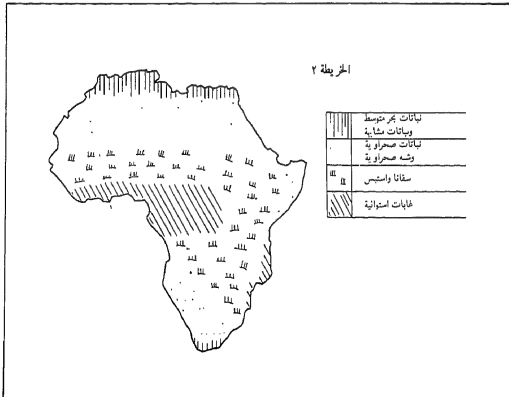 الخريطة ٢
نباتات بحر متوسط
ونباتات مشابهة
نباتات صحراوية
وشبه صحراوية
سفانا واستبس
غابات استوائية